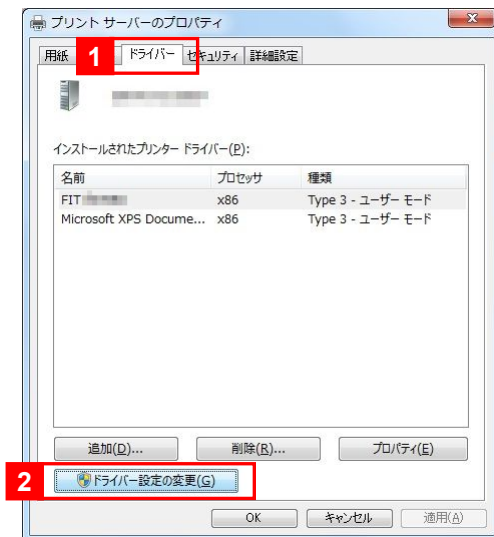 プリント サーバーのプロパティ
用紙 1 ドライバー セキュリティ 詳細設定
インストールされたプリンター ドライバー(P):
名前 プロセッサ 種類
FIT x86 Type 3 - ユーザー モード
Microsoft XPS Docume... x86 Type 3 - ユーザー モード
追加(D)... 削除(R)... プロパティ(E)
2 ドライバー設定の変更(G)
OK キャンセル 適用(A)